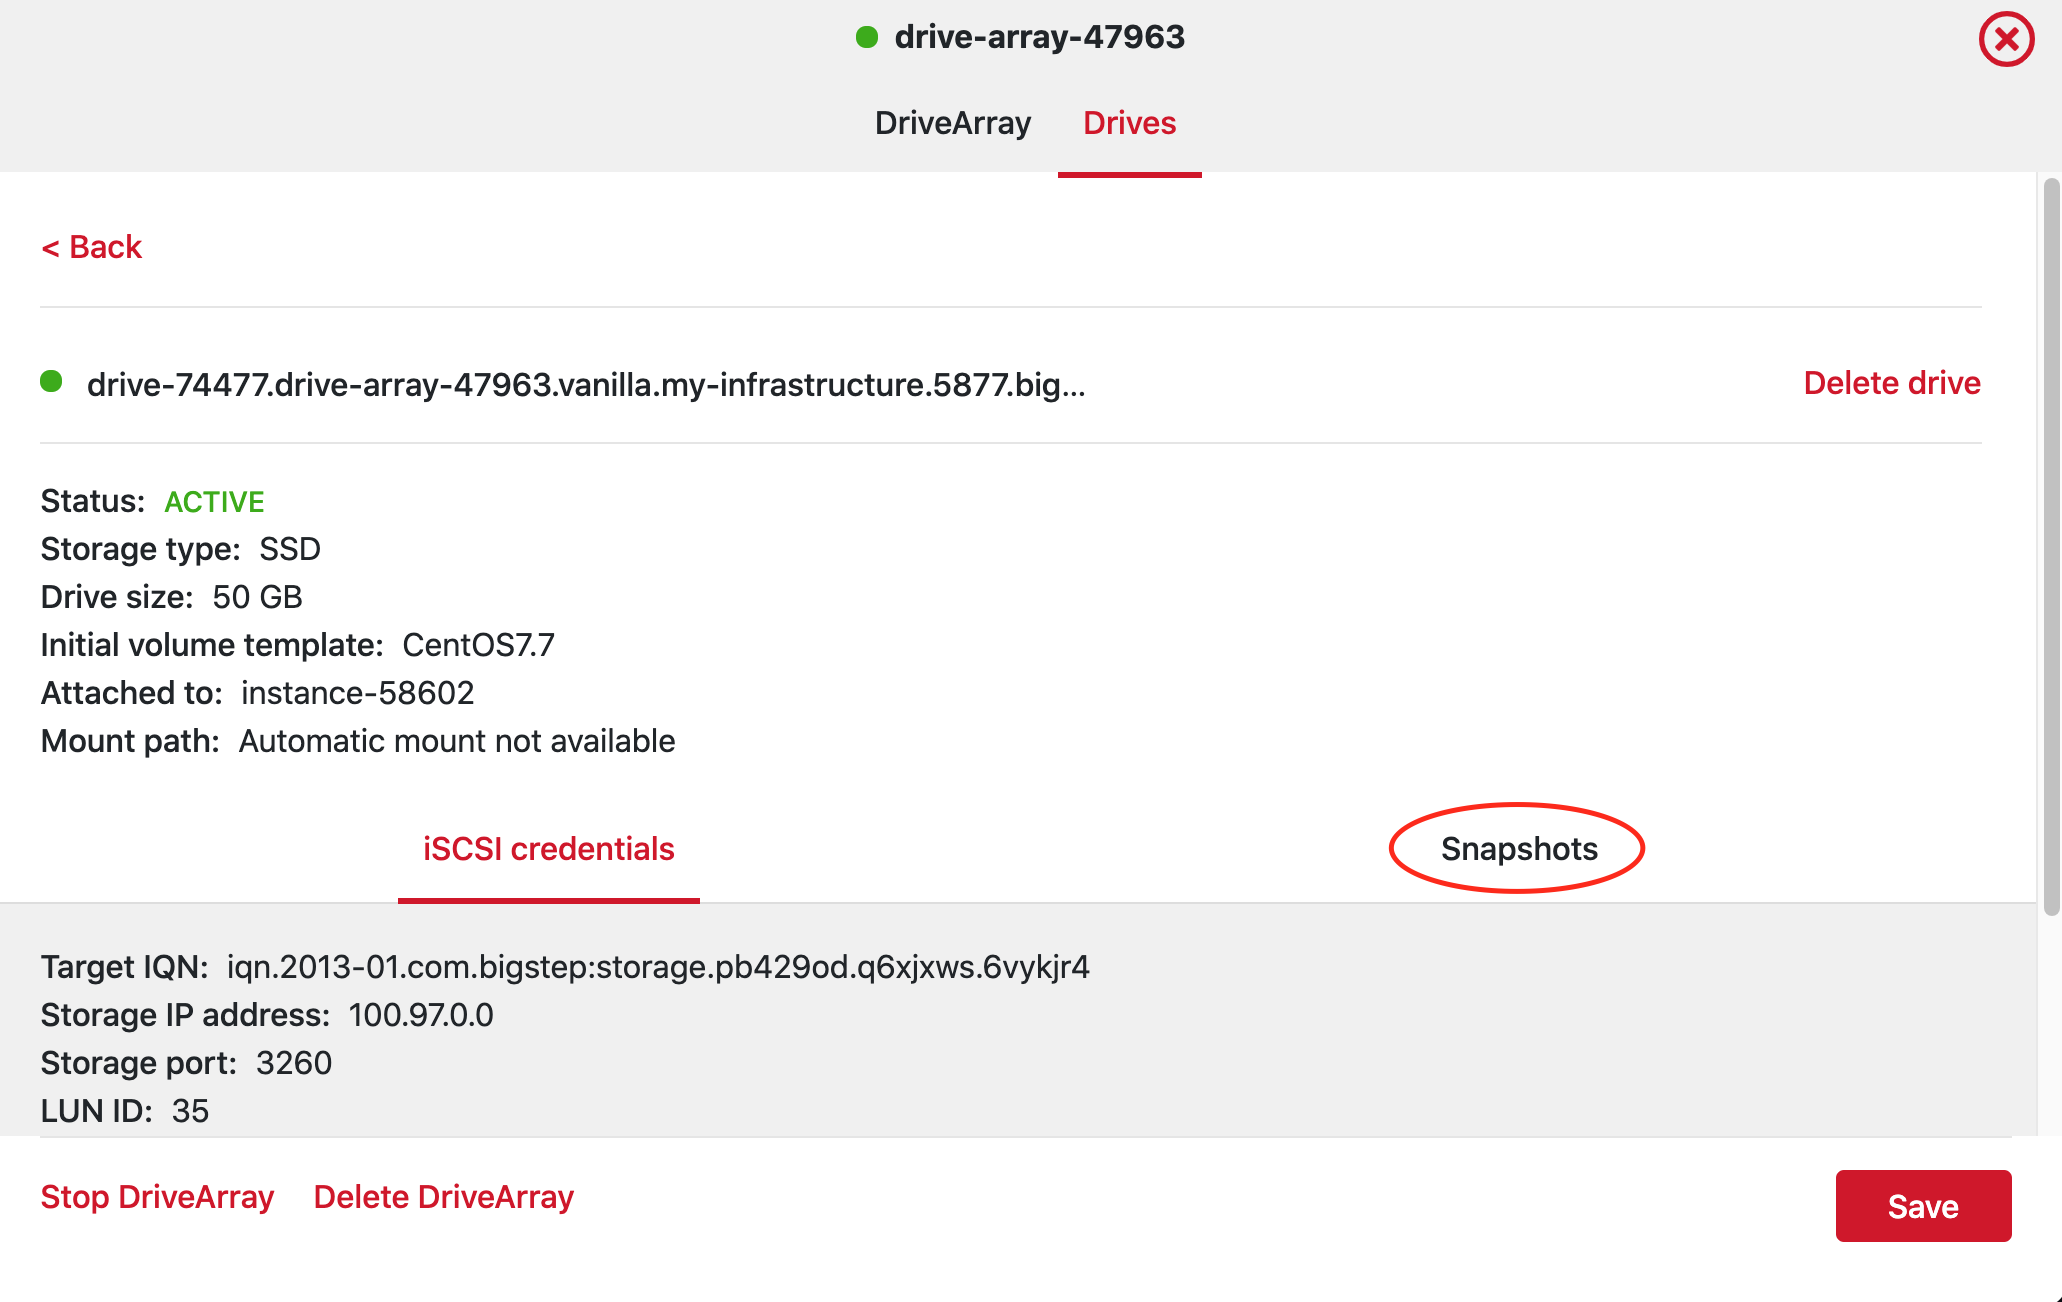 drive-array-47963
DriveArray Drives
< Back
drive-74477.drive-array-47963.vanilla.my-infrastructure.5877.big...
Delete drive
Status: ACTIVE
Storage type: SSD
Drive size: 50 GB
Initial volume template: CentOS7.7
Attached to: instance-58602
Mount path: Automatic mount not available
iSCSI credentials
Snapshots
Target IQN: iqn.2013-01.com.bigstep:storage.pb429od.q6xjxws.6vykjr4
Storage IP address: 100.97.0.0
Storage port: 3260
LUN ID: 35
Stop DriveArray Delete DriveArray
Save